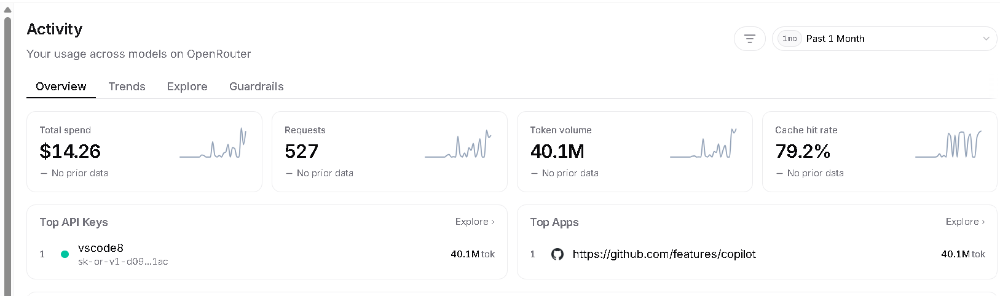 Activity
Your usage across models on OpenRouter
1mo Past 1 Month
Overview Trends Explore Guardrails
Total spend
$14.26
– No prior data
Requests
527
– No prior data
Token volume
40.1M
– No prior data
Cache hit rate
79.2%
– No prior data
Top API Keys
Explore ›
1 vscode8
sk-or-v1-d09...1ac
40.1M tok
Top Apps
Explore ›
1 https://github.com/features/copilot
40.1M tok